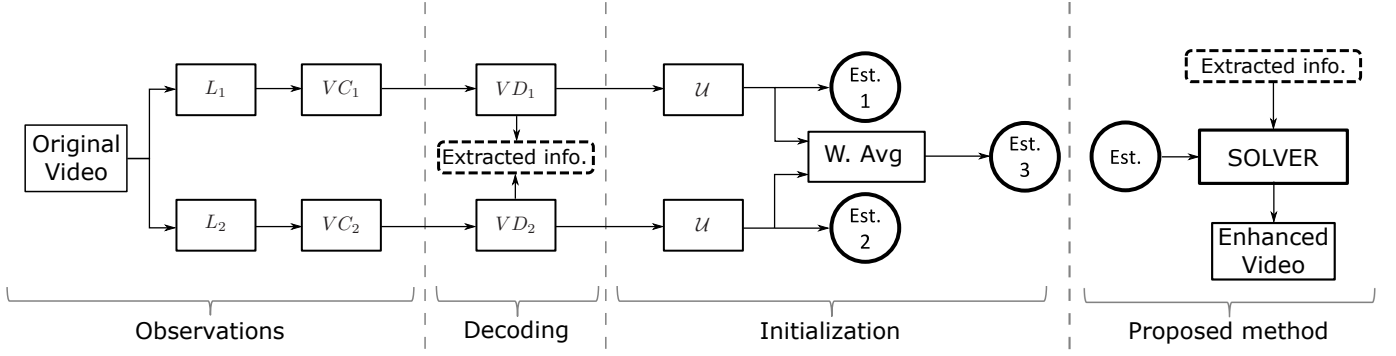 Original
Video
L₁
VC₁
VD₁
𝒰
Est.
1
Extracted info.
W. Avg
Est.
3
L₂
VC₂
VD₂
𝒰
Est.
2
Extracted info.
Est.
SOLVER
Enhanced
Video
Observations
Decoding
Initialization
Proposed method